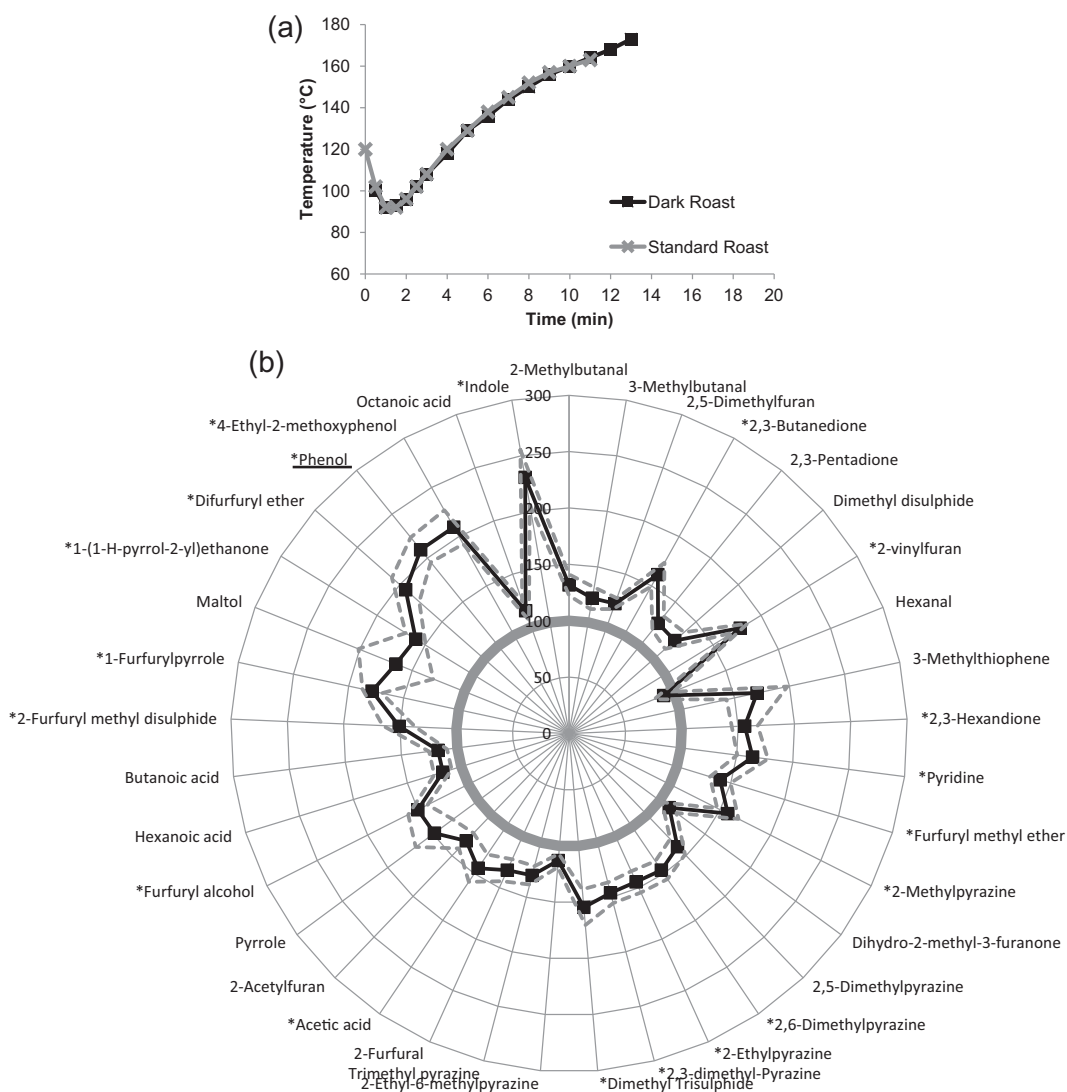 (a)
180
160
140
120
100
80
60
Temperature (°C)
0 2 4 6 8 10 12 14 16 18 20
Time (min)
Dark Roast
Standard Roast
(b)
2-Methylbutanal
3-Methylbutanal
2,5-Dimethylfuran
*2,3-Butanedione
2,3-Pentadione
Dimethyl disulphide
*2-vinylfuran
Hexanal
3-Methylthiophene
*2,3-Hexandione
*Pyridine
*Furfuryl methyl ether
*2-Methylpyrazine
Dihydro-2-methyl-3-furanone
2,5-Dimethylpyrazine
*2,6-Dimethylpyrazine
*2-Ethylpyrazine
*2,3-dimethyl-Pyrazine
*Dimethyl Trisulphide
2-Ethyl-6-methylpyrazine
Trimethyl pyrazine
2-Furfural
*Acetic acid
2-Acetylfuran
Pyrrole
*Furfuryl alcohol
Hexanoic acid
Butanoic acid
*2-Furfuryl methyl disulphide
*1-Furfurylpyrrole
Maltol
*1-(1-H-pyrrol-2-yl)ethanone
*Difurfuryl ether
*Phenol
*4-Ethyl-2-methoxyphenol
Octanoic acid
*Indole
300
250
200
150
100
50
0